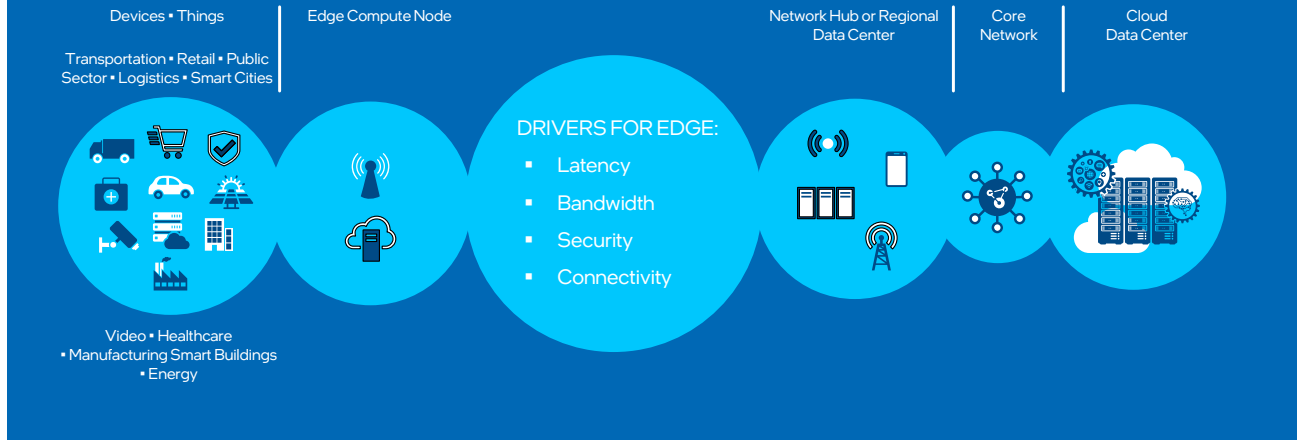 Devices ▪ Things
Transportation ▪ Retail ▪ Public
Sector ▪ Logistics ▪ Smart Cities
Video ▪ Healthcare
▪ Manufacturing Smart Buildings
▪ Energy
Edge Compute Node
DRIVERS FOR EDGE:
▪ Latency
▪ Bandwidth
▪ Security
▪ Connectivity
Network Hub or Regional
Data Center
Core
Network
Cloud
Data Center